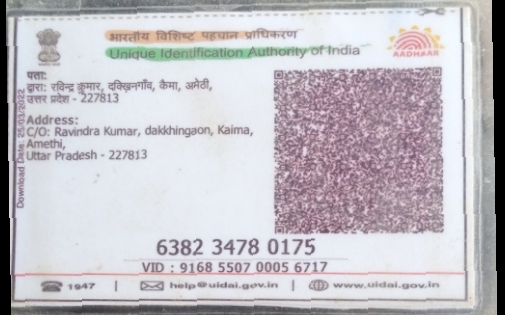 भारतीय विशिष्ट पहचान प्राधिकरण
Unique Identification Authority of India
AADHAAR
पता:
द्वारा: रविन्द्र कुमार, दक्खिनगाँव, कैमा, अमेठी,
उत्तर प्रदेश - 227813
Address:
C/O: Ravindra Kumar, dakkhingaon, Kaima,
Amethi,
Uttar Pradesh - 227813
Download Date: 25/03/2022
6382 3478 0175
VID : 9168 5507 0005 6717
1947 | help@uidai.gov.in | www.uidai.gov.in